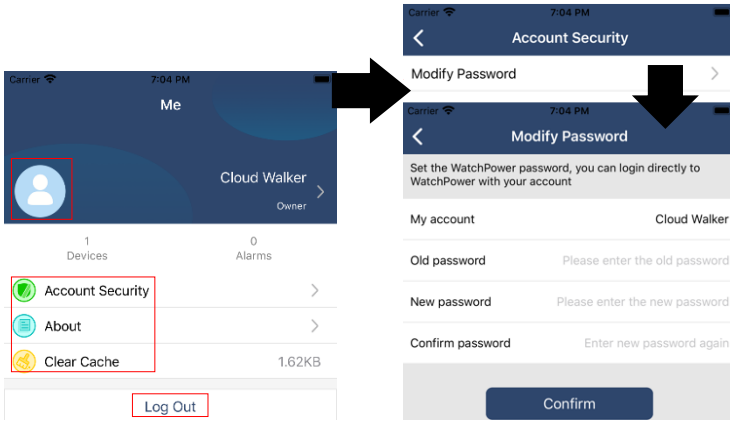 Carrier 7:04 PM
Me
Cloud Walker
Owner
1 0
Devices Alarms
Account Security
About
Clear Cache 1.62KB
Log Out
Carrier 7:04 PM
Account Security
Modify Password
Carrier 7:04 PM
Modify Password
Set the WatchPower password, you can login directly to
WatchPower with your account
My account Cloud Walker
Old password Please enter the old password
New password Please enter the new password
Confirm password Enter new password again
Confirm